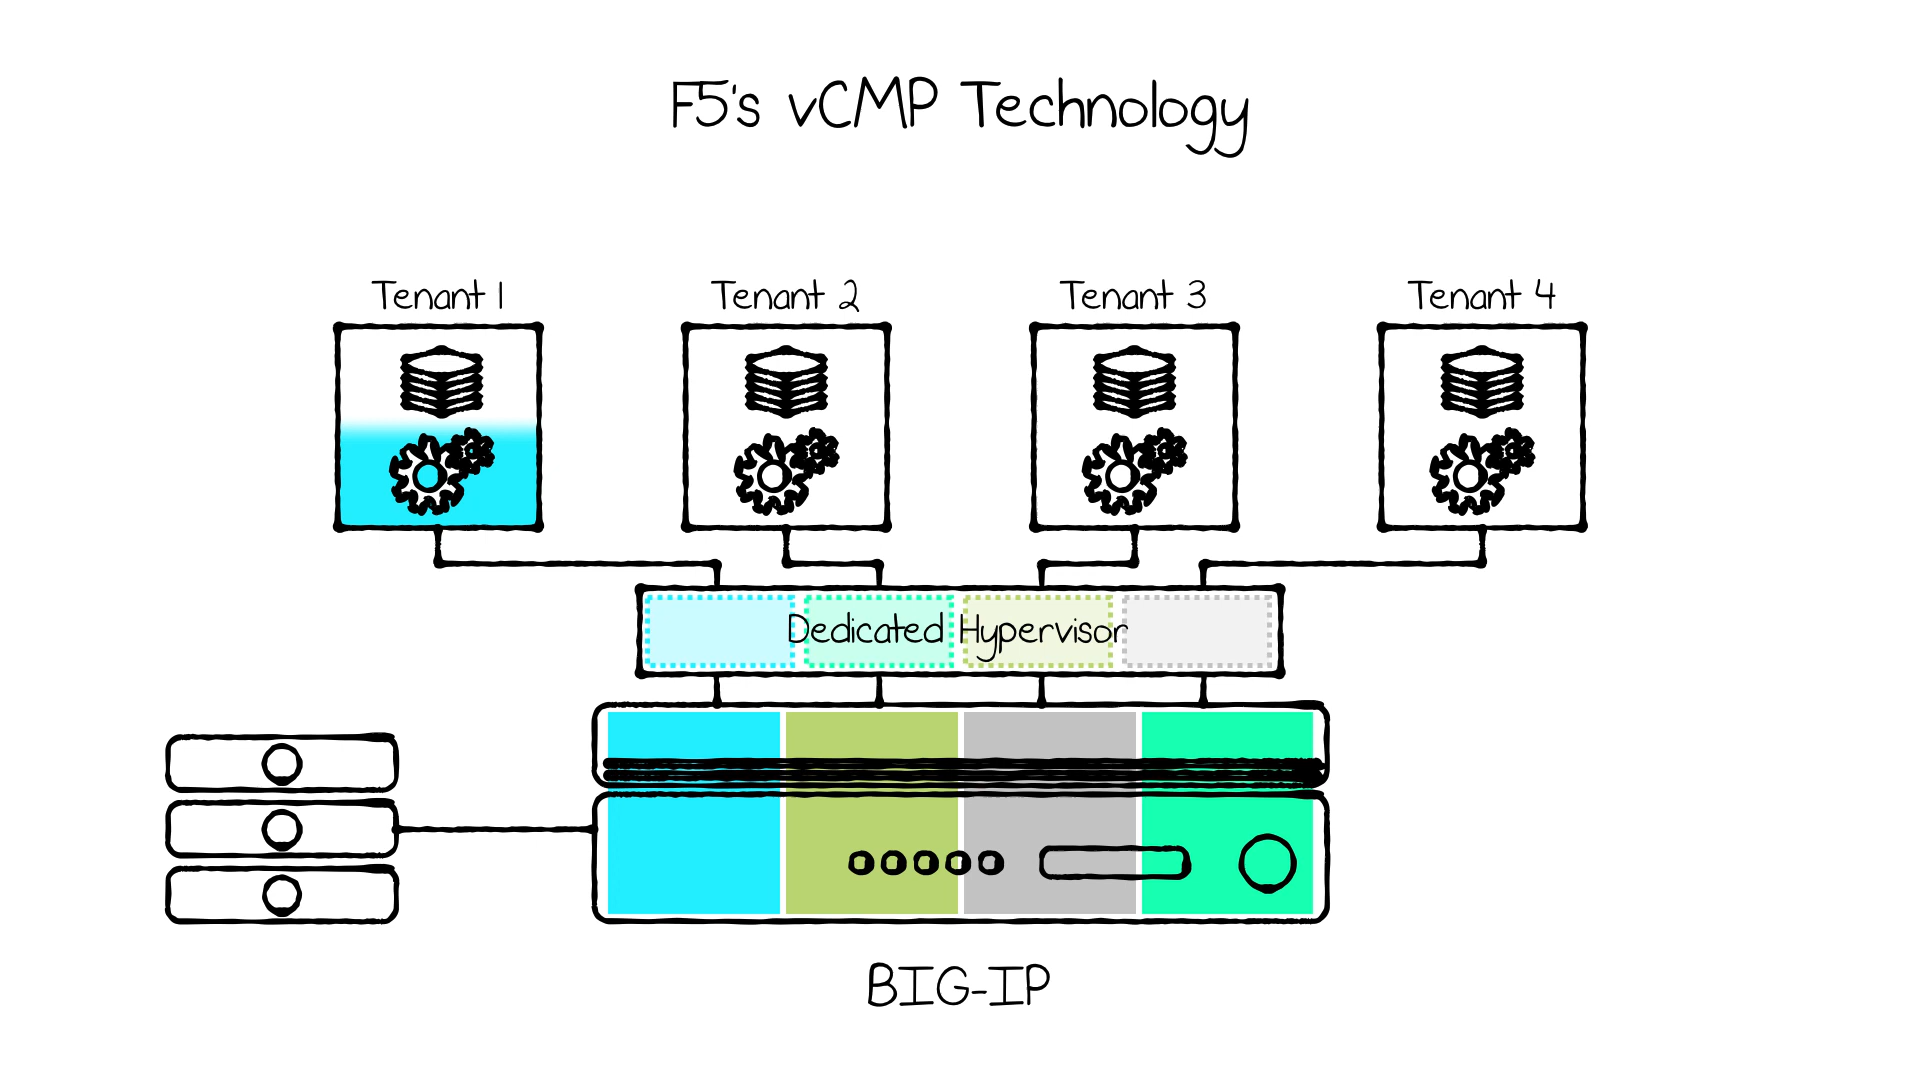 F5's vCMP Technology
Tenant 1
Tenant 2
Tenant 3
Tenant 4
Dedicated Hypervisor
BIG-IP